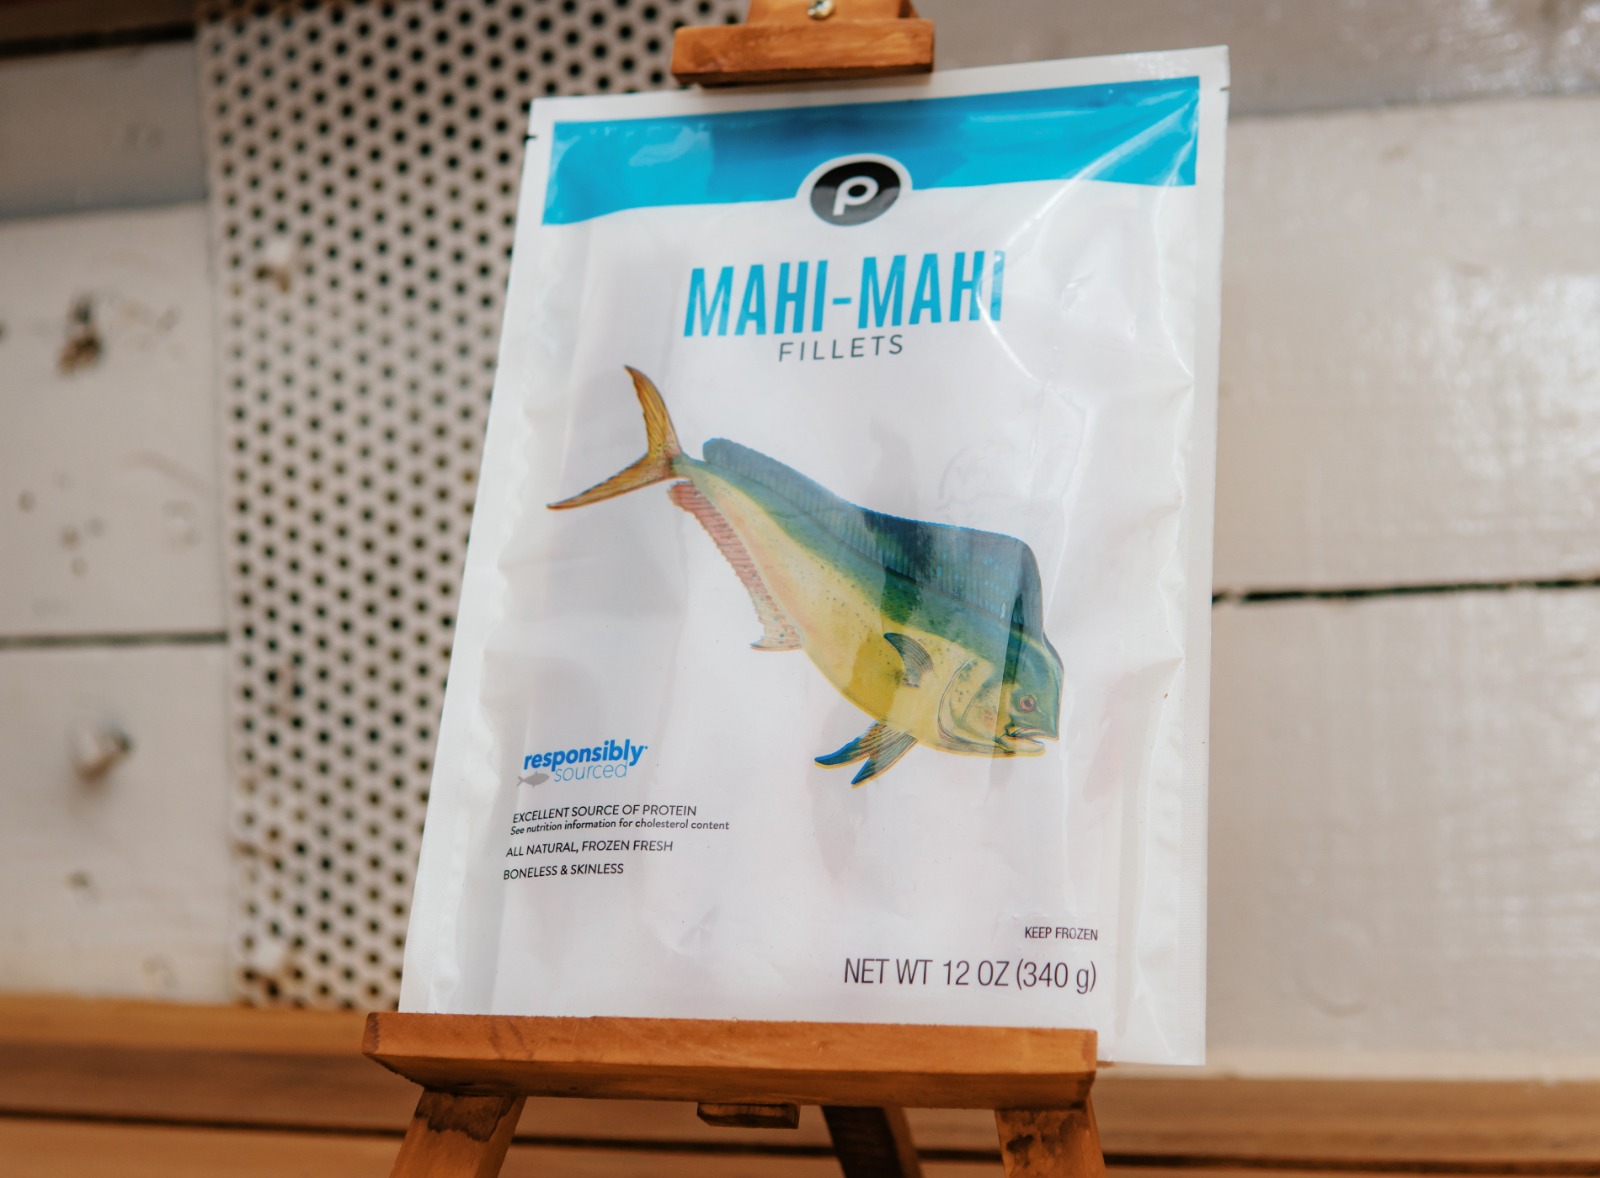 P
MAHI-MAHI
FILLETS
responsibly
sourced
EXCELLENT SOURCE OF PROTEIN
See nutrition information for cholesterol content
ALL NATURAL, FROZEN FRESH
BONELESS & SKINLESS
KEEP FROZEN
NET WT 12 OZ (340 g)